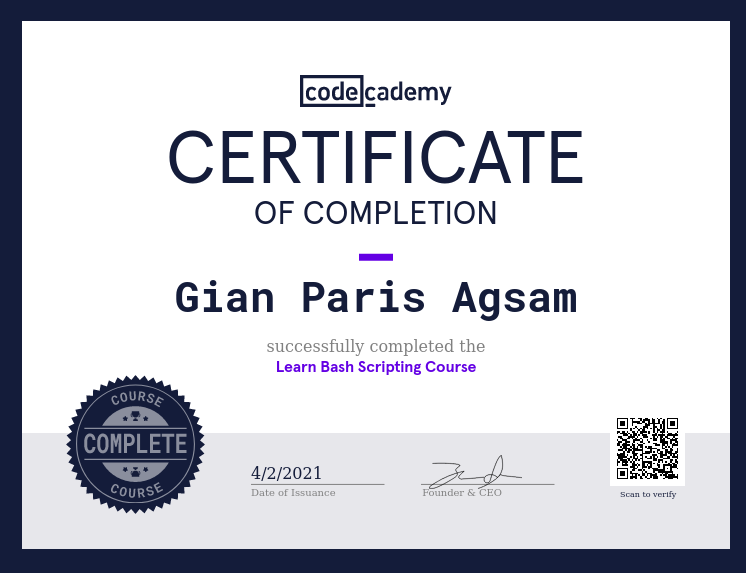 codecademy
CERTIFICATE
OF COMPLETION
Gian Paris Agsam
successfully completed the
Learn Bash Scripting Course
COURSE
COMPLETE
COURSE
4/2/2021
Date of Issuance
Founder & CEO
Scan to verify